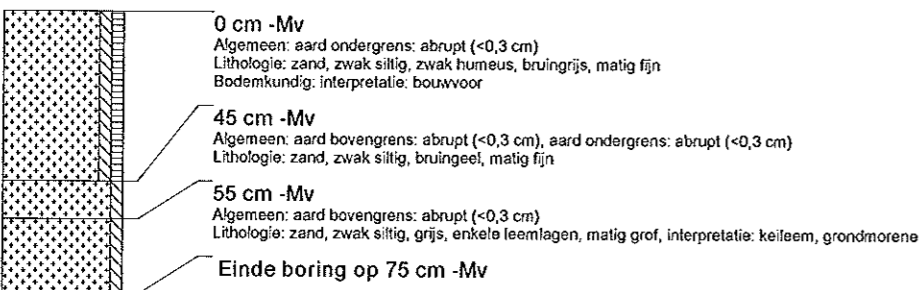 0 cm -Mv
Algemeen: aard ondergrens: abrupt (<0,3 cm)
Lithologie: zand, zwak siltig, zwak humeus, bruingrijs, matig fijn
Bodemkundig: interpretatie: bouwvoor
45 cm -Mv
Algemeen: aard bovengrens: abrupt (<0,3 cm), aard ondergrens: abrupt (<0,3 cm)
Lithologie: zand, zwak siltig, bruingeel, matig fijn
55 cm -Mv
Algemeen: aard bovengrens: abrupt (<0,3 cm)
Lithologie: zand, zwak siltig, grijs, enkele leemlagen, matig grof, interpretatie: keileem, grondmorene
Einde boring op 75 cm -Mv